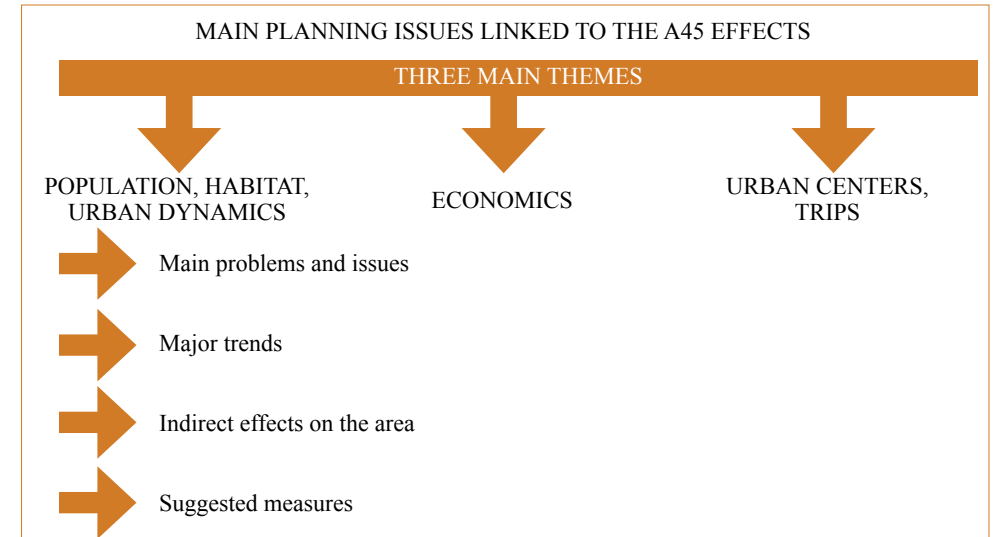 MAIN PLANNING ISSUES LINKED TO THE A45 EFFECTS
THREE MAIN THEMES
POPULATION, HABITAT,
URBAN DYNAMICS
ECONOMICS
URBAN CENTERS,
TRIPS
Main problems and issues
Major trends
Indirect effects on the area
Suggested measures